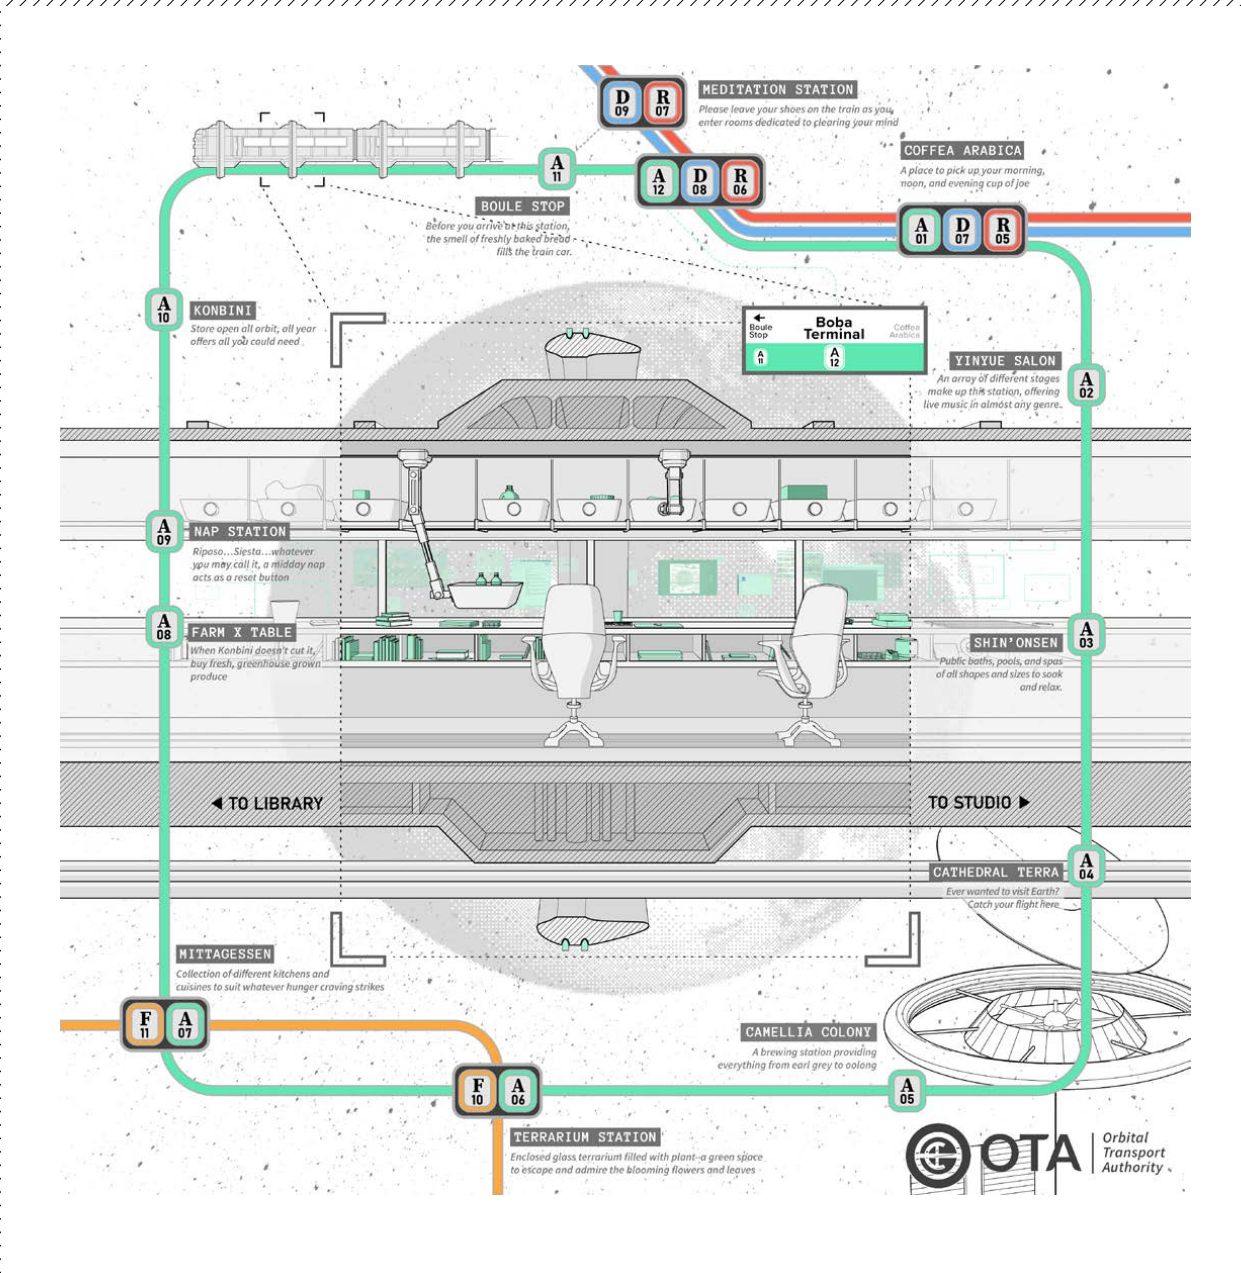 D
09
R
07
MEDITATION STATION
Please leave your shoes on the train as you
enter rooms dedicated to clearing your mind
A
11
BOULE STOP
Before you arrive at this station,
the smell of freshly baked bread
fills the train car.
A
12
D
08
R
06
COFFEA ARABICA
A place to pick up your morning,
noon, and evening cup of joe
A
01
D
07
R
05
A
10
KONBINI
Store open all orbit, all year
offers all you could need
Boule
Stop
Boba
Terminal
Coffea
Arabica
A
11
A
12
YINYUE SALON
An array of different stages
make up this station, offering
live music in almost any genre.
A
02
A
09
NAP STATION
Riposo...Siesta...whatever
you may call it, a midday nap
acts as a reset button
A
08
FARM X TABLE
When Konbini doesn't cut it,
buy fresh, greenhouse grown
produce
A
03
SHIN'ONSEN
Public baths, pools, and spas
of all shapes and sizes to soak
and relax.
TO LIBRARY
TO STUDIO
CATHEDRAL TERRA
Ever wanted to visit Earth?
Catch your flight here
A
04
MITTAGESSEN
Collection of different kitchens and
cuisines to suit whatever hunger craving strikes
F
11
A
07
CAMELLIA COLONY
A brewing station providing
everything from earl grey to oolong
A
05
F
10
A
06
TERRARIUM STATION
Enclosed glass terrarium filled with plant–a green space
to escape and admire the blooming flowers and leaves
OTA
Orbital
Transport
Authority